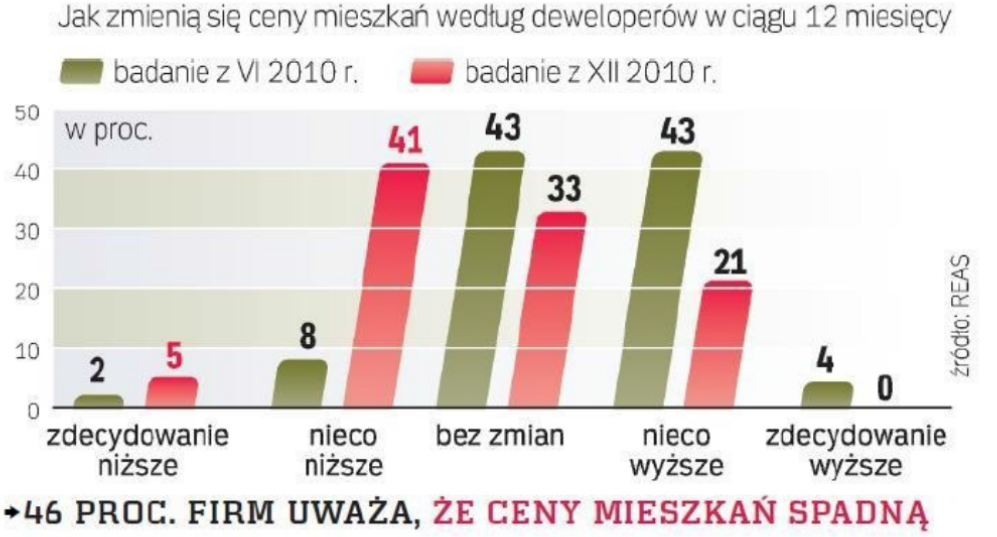 Jak zmienią się ceny mieszkań według deweloperów w ciągu 12 miesięcy
badanie z VI 2010 r.
badanie z XII 2010 r.
w proc.
50
40
30
20
10
0
2
5
8
41
43
33
43
21
4
0
zdecydowanie
niższe
nieco
niższe
bez zmian
nieco
wyższe
zdecydowanie
wyższe
źródło: REAS
➔46 PROC. FIRM UWAŻA, ŻE CENY MIESZKAŃ SPADNĄ